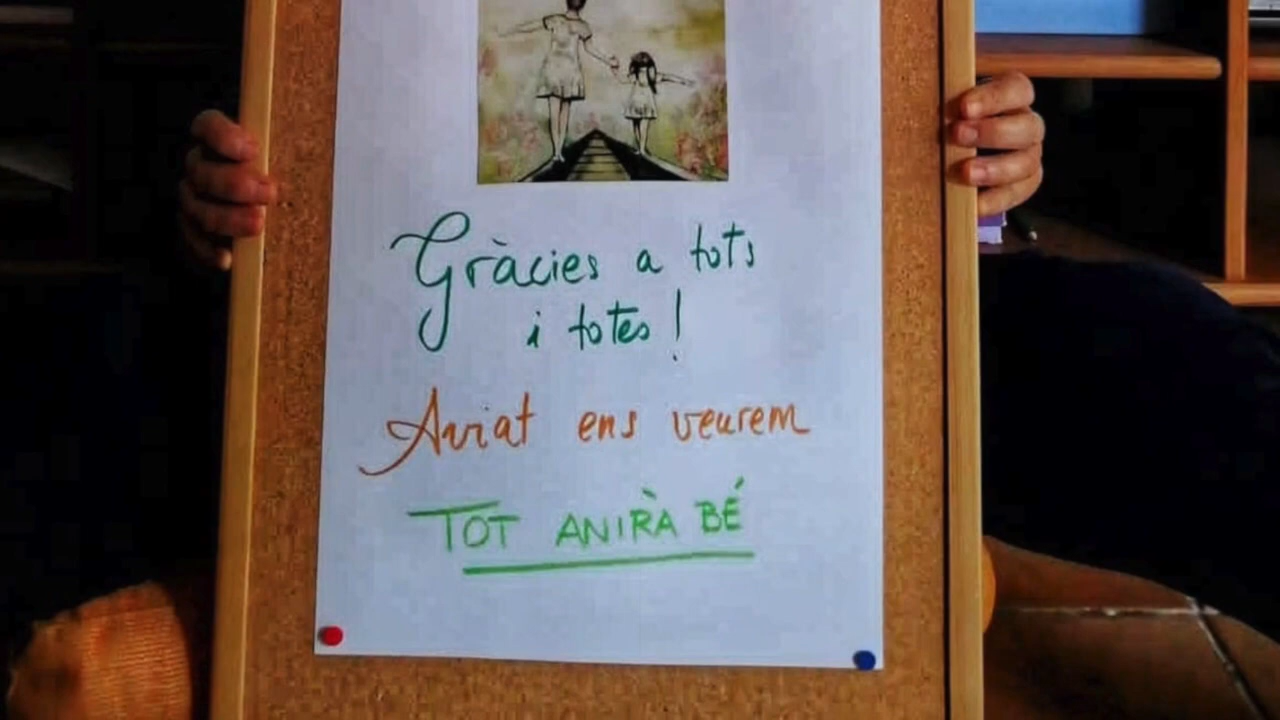 Gràcies a tots
i totes!
Aviat ens veurem
TOT ANIRÀ BÉ